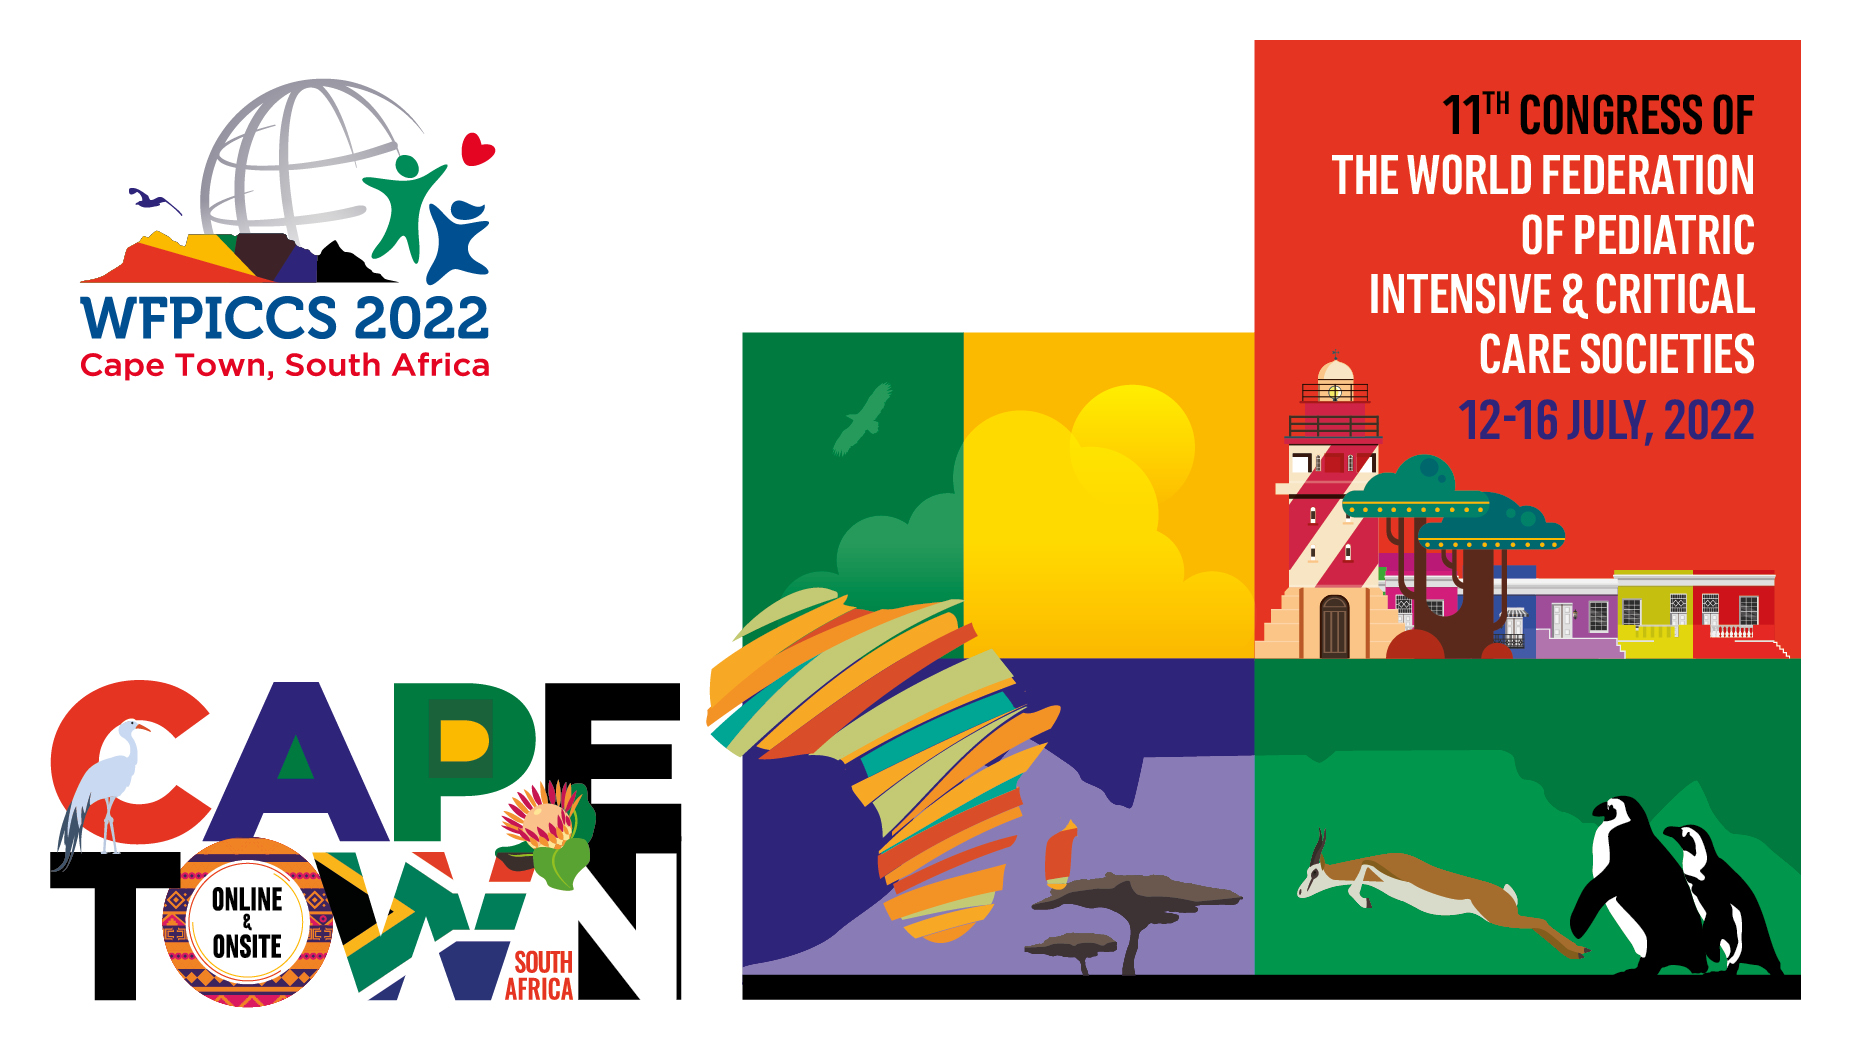 WFPICCS 2022
Cape Town, South Africa
11TH CONGRESS OF
THE WORLD FEDERATION
OF PEDIATRIC
INTENSIVE & CRITICAL
CARE SOCIETIES
12-16 JULY, 2022
CAPE
TOWN
ONLINE
&
ONSITE
SOUTH
AFRICA